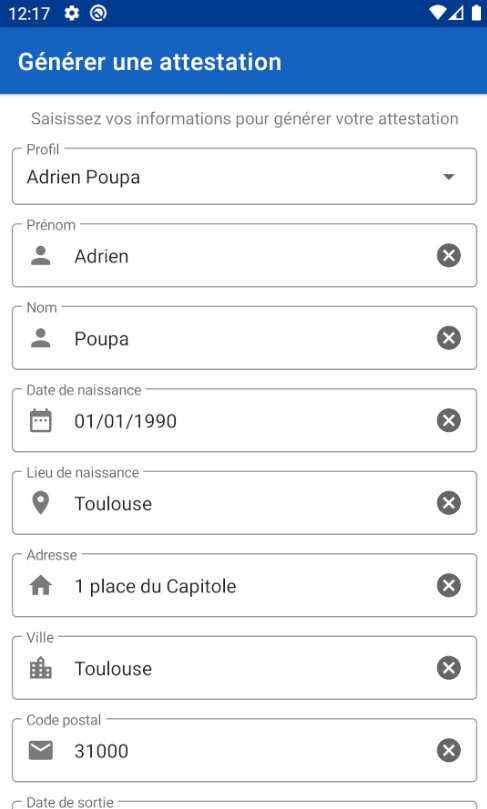 12:17
Générer une attestation
Saisissez vos informations pour générer votre attestation
Profil
Adrien Poupa
Prénom
Adrien
Nom
Poupa
Date de naissance
01/01/1990
Lieu de naissance
Toulouse
Adresse
1 place du Capitole
Ville
Toulouse
Code postal
31000
Date de sortie